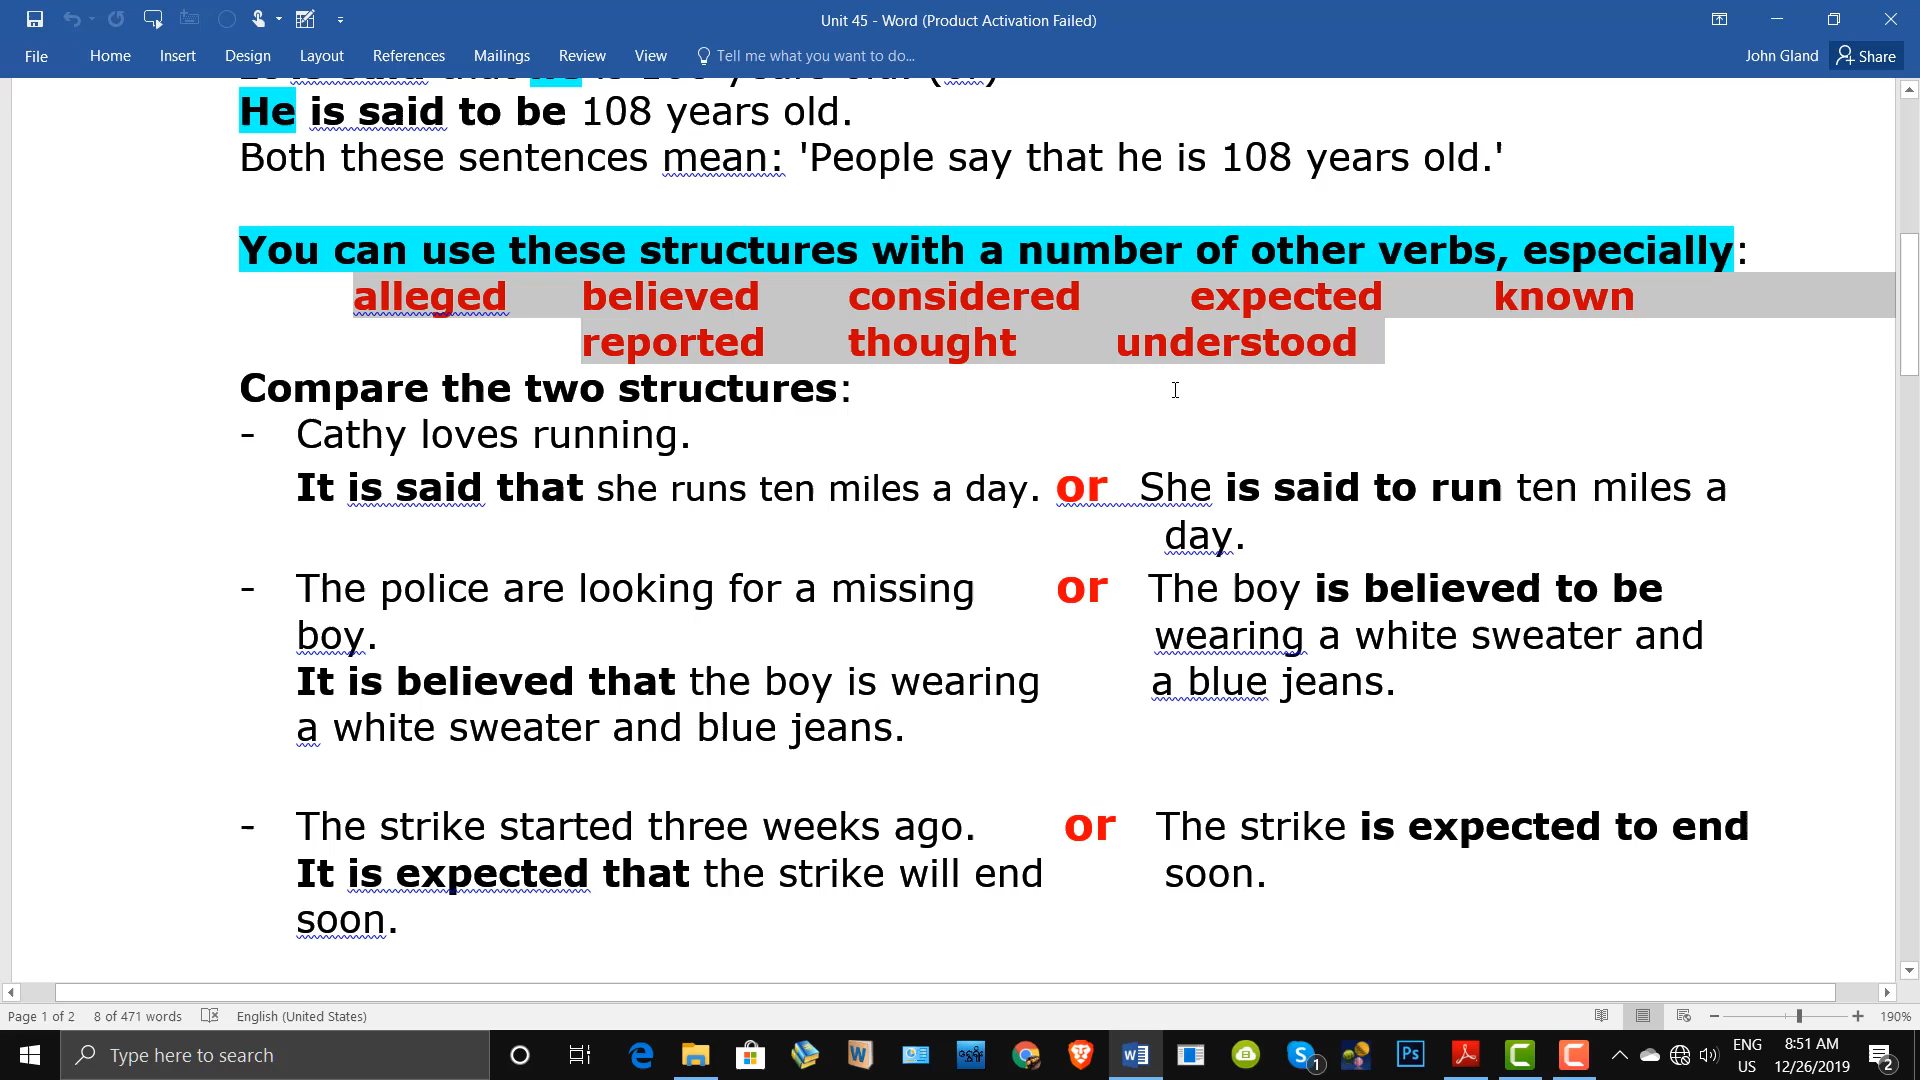 Unit 45 - Word (Product Activation Failed)
File Home Insert Design Layout References Mailings Review View Tell me what you want to do... John Gland Share
He is said to be 108 years old.
Both these sentences mean: 'People say that he is 108 years old.'
You can use these structures with a number of other verbs, especially:
alleged believed considered expected known
reported thought understood
Compare the two structures:
- Cathy loves running.
It is said that she runs ten miles a day. or She is said to run ten miles a
day.
- The police are looking for a missing or The boy is believed to be
boy. wearing a white sweater and
It is believed that the boy is wearing a blue jeans.
a white sweater and blue jeans.
- The strike started three weeks ago. or The strike is expected to end
It is expected that the strike will end soon.
soon.
Page 1 of 2 8 of 471 words English (United States) 190%
Type here to search
ENG 8:51 AM
US 12/26/2019